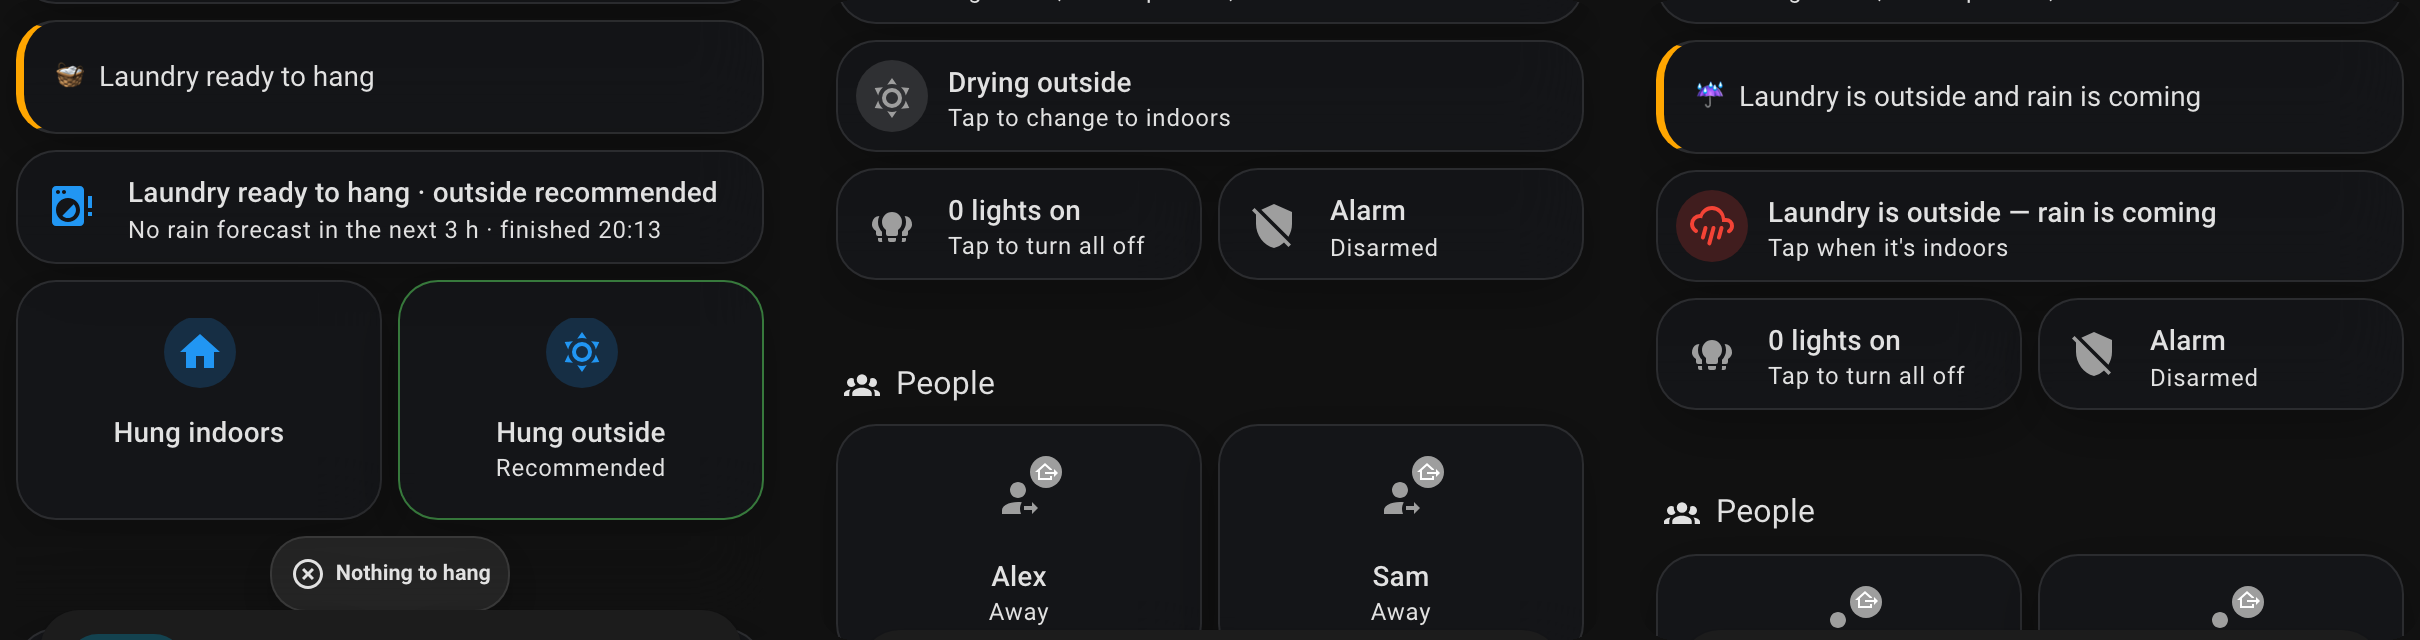 Laundry ready to hang
Laundry ready to hang · outside recommended
No rain forecast in the next 3 h · finished 20:13
Hung indoors
Hung outside
Recommended
Nothing to hang
Drying outside
Tap to change to indoors
0 lights on
Tap to turn all off
Alarm
Disarmed
People
Alex
Away
Sam
Away
Laundry is outside and rain is coming
Laundry is outside — rain is coming
Tap when it's indoors
0 lights on
Tap to turn all off
Alarm
Disarmed
People